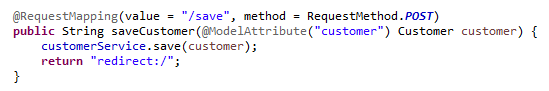 @RequestMapping(value = "/save", method = RequestMethod.POST)
public String saveCustomer(@ModelAttribute("customer") Customer customer) {
    customerService.save(customer);
    return "redirect:/";
}